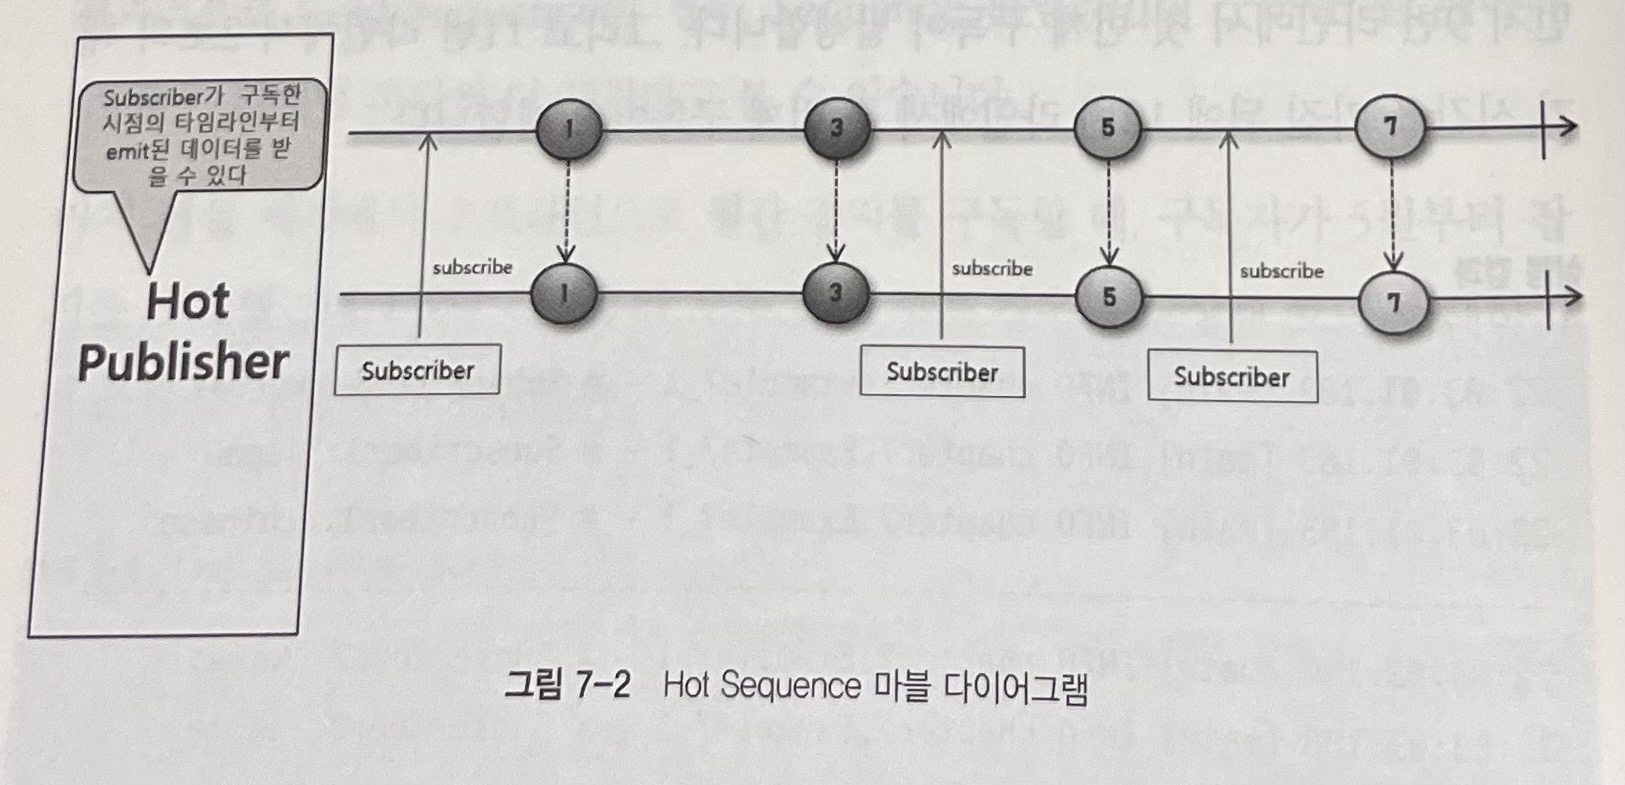 Subscriber가 구독한
시점의 타임라인부터
emit된 데이터를 받
을 수 있다
Hot
Publisher
1 3 5 7
subscribe subscribe subscribe
1 3 5 7
Subscriber Subscriber Subscriber
그림 7-2 Hot Sequence 마블 다이어그램